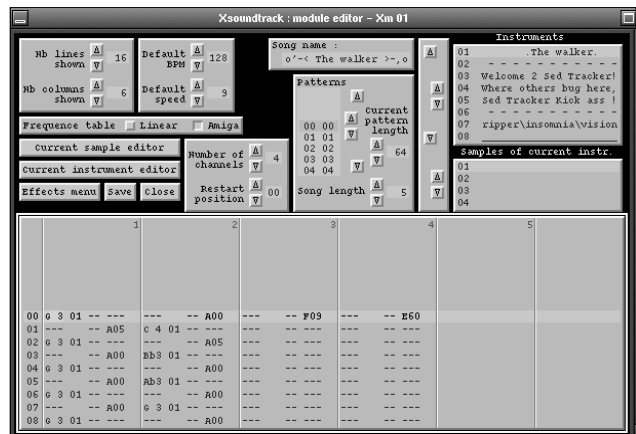 Xsoundtrack : module editor - Xm 01
Nb lines shown 16
Default BPM 128
Nb columns shown 6
Default speed 9
Frequence table Linear Amiga
Current sample editor
Current instrument editor
Effects menu Save Close
Number of channels 4
Restart position 00
Song name :
o'-< The walker >-,o
Patterns
00 00
01 01
02 02
03 03
04 04
Current pattern length 64
Song length 5
Instruments
01 .The walker.
02 - - - - - - - - - - - -
03 Welcome 2 Sed Tracker!
04 Where others bug here,
05 Sed Tracker Kick ass !
06 - - - - - - - - - - - -
07 ripper\insomnia\vision
08
Samples of current instr.
01
02
03
04
1 2 3 4 5
00 G 3 01 -- --- --- -- A00 --- -- F09 --- -- E60
01 --- -- A05 C 4 01 -- --- --- -- --- --- -- ---
02 G 3 01 -- --- --- -- A05 --- -- --- --- -- ---
03 --- -- A00 Bb3 01 -- --- --- -- --- --- -- ---
04 G 3 01 -- --- --- -- A00 --- -- --- --- -- ---
05 --- -- A00 Ab3 01 -- --- --- -- --- --- -- ---
06 G 3 01 -- --- --- -- A00 --- -- --- --- -- ---
07 --- -- A00 G 3 01 -- --- --- -- --- --- -- ---
08 G 3 01 -- --- --- -- A00 --- -- --- --- -- ---